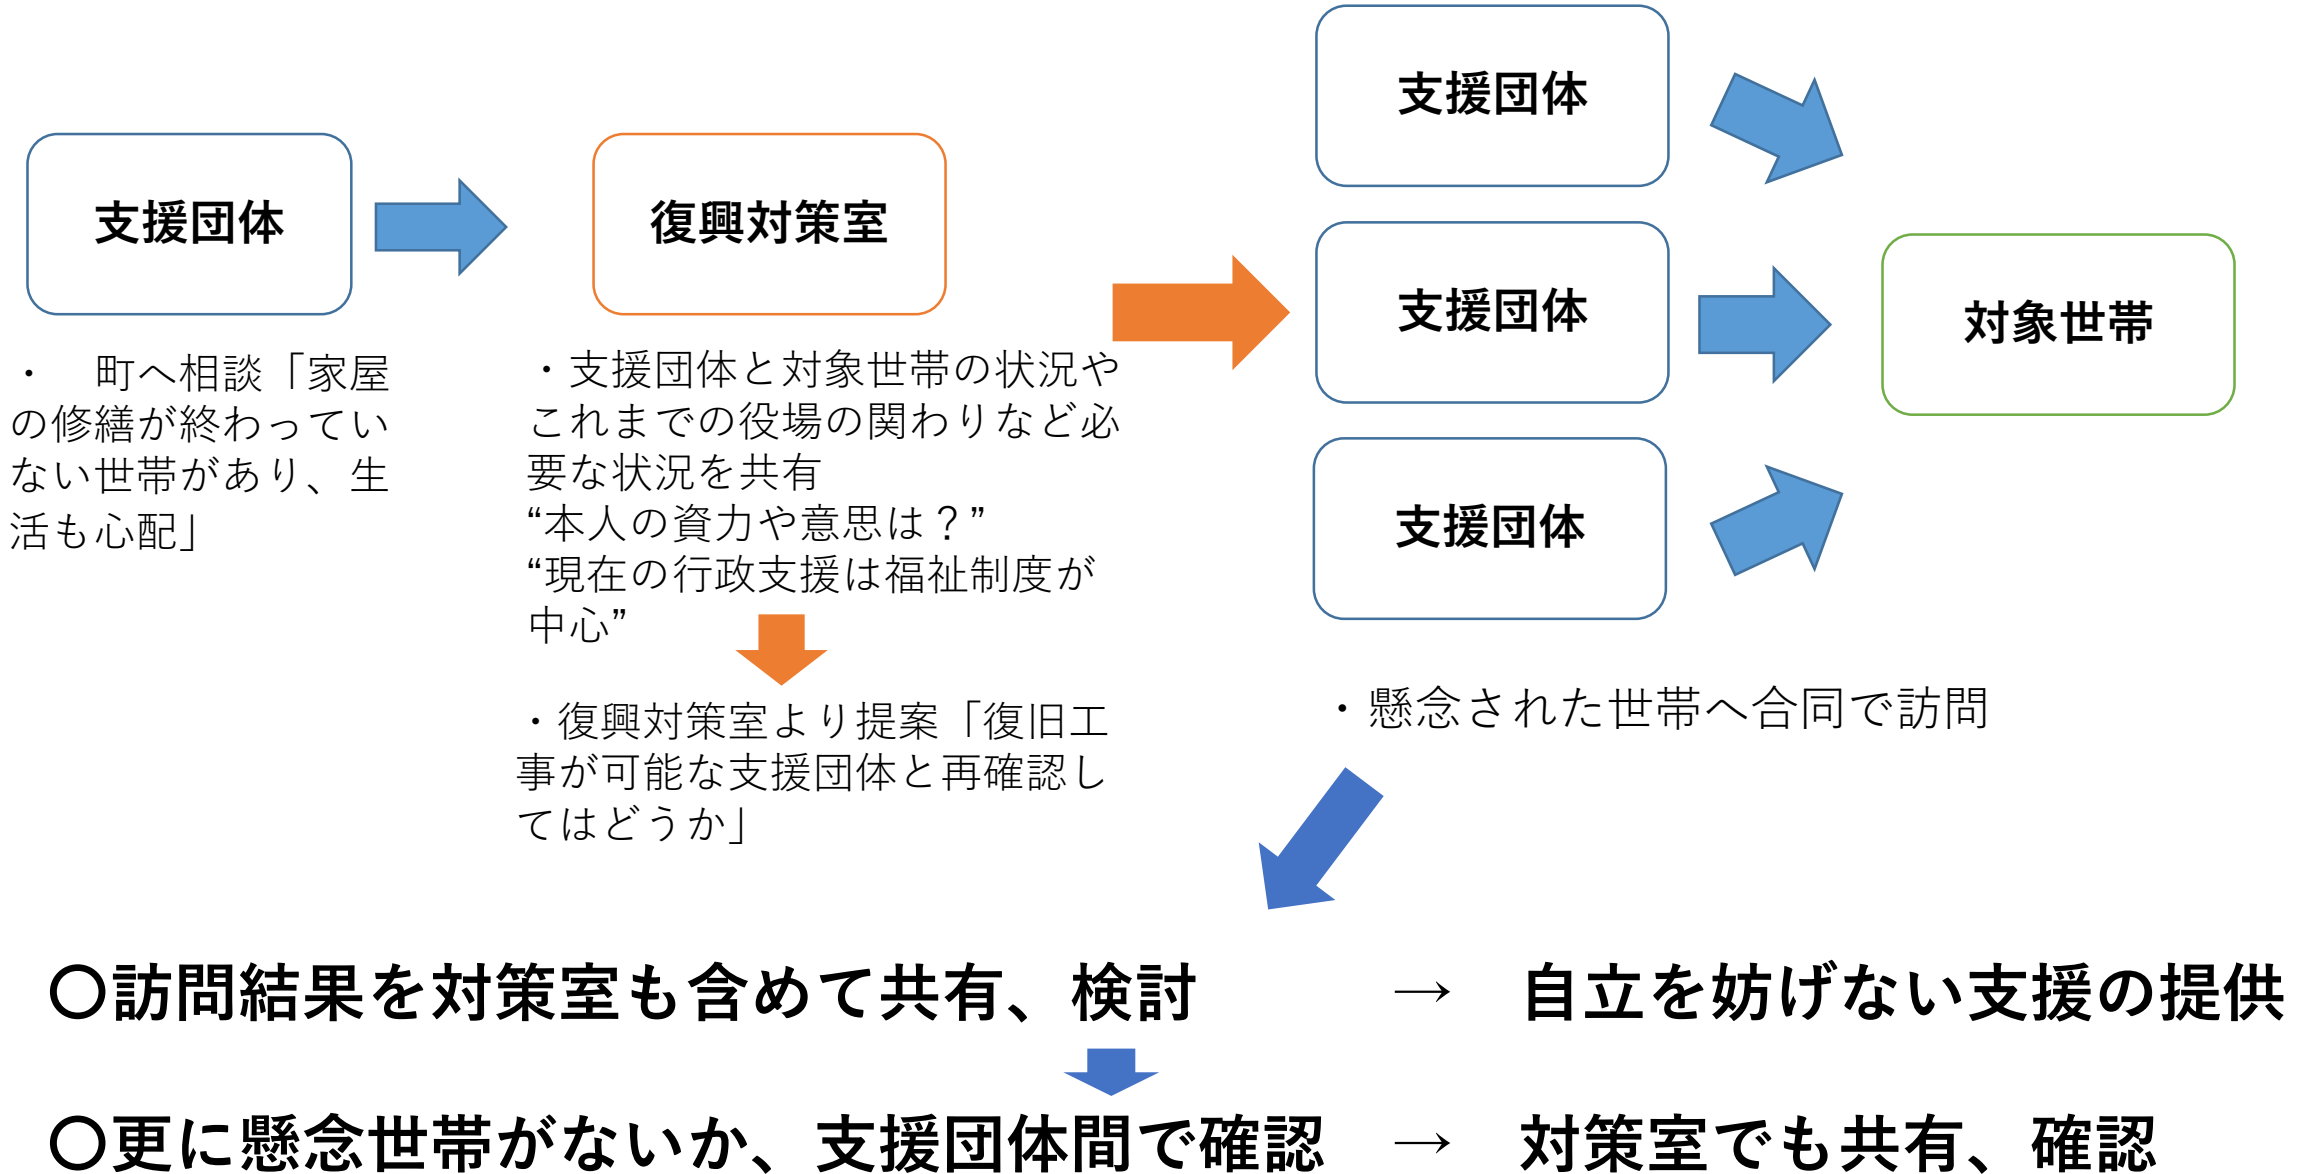 支援団体
・　町へ相談「家屋
の修繕が終わってい
ない世帯があり、生
活も心配」
復興対策室
・支援団体と対象世帯の状況や
これまでの役場の関わりなど必
要な状況を共有
“本人の資力や意思は？”
“現在の行政支援は福祉制度が
中心”
・復興対策室より提案「復旧工
事が可能な支援団体と再確認し
てはどうか」
支援団体
支援団体
支援団体
対象世帯
・懸念された世帯へ合同で訪問
〇訪問結果を対策室も含めて共有、検討　→　自立を妨げない支援の提供
〇更に懸念世帯がないか、支援団体間で確認　→　対策室でも共有、確認